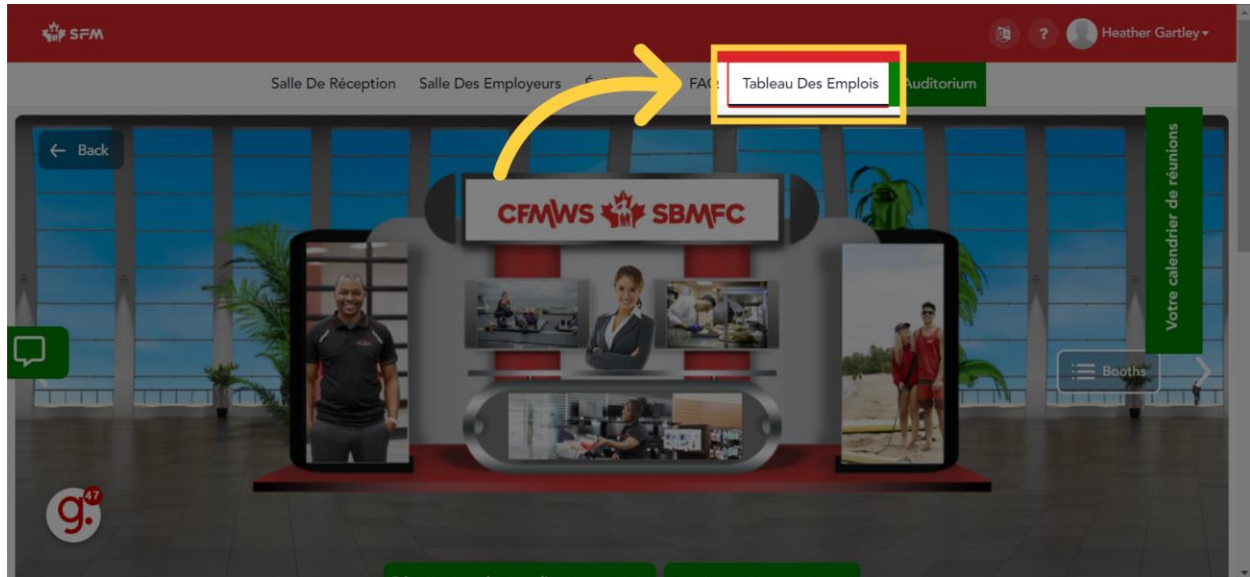 SFM
?
Heather Gartley
Salle De Réception
Salle Des Employeurs
FAQ
Tableau Des Emplois
Auditorium
← Back
CFMWS SBMFC
Votre calendrier de réunions
Booths
g.
47